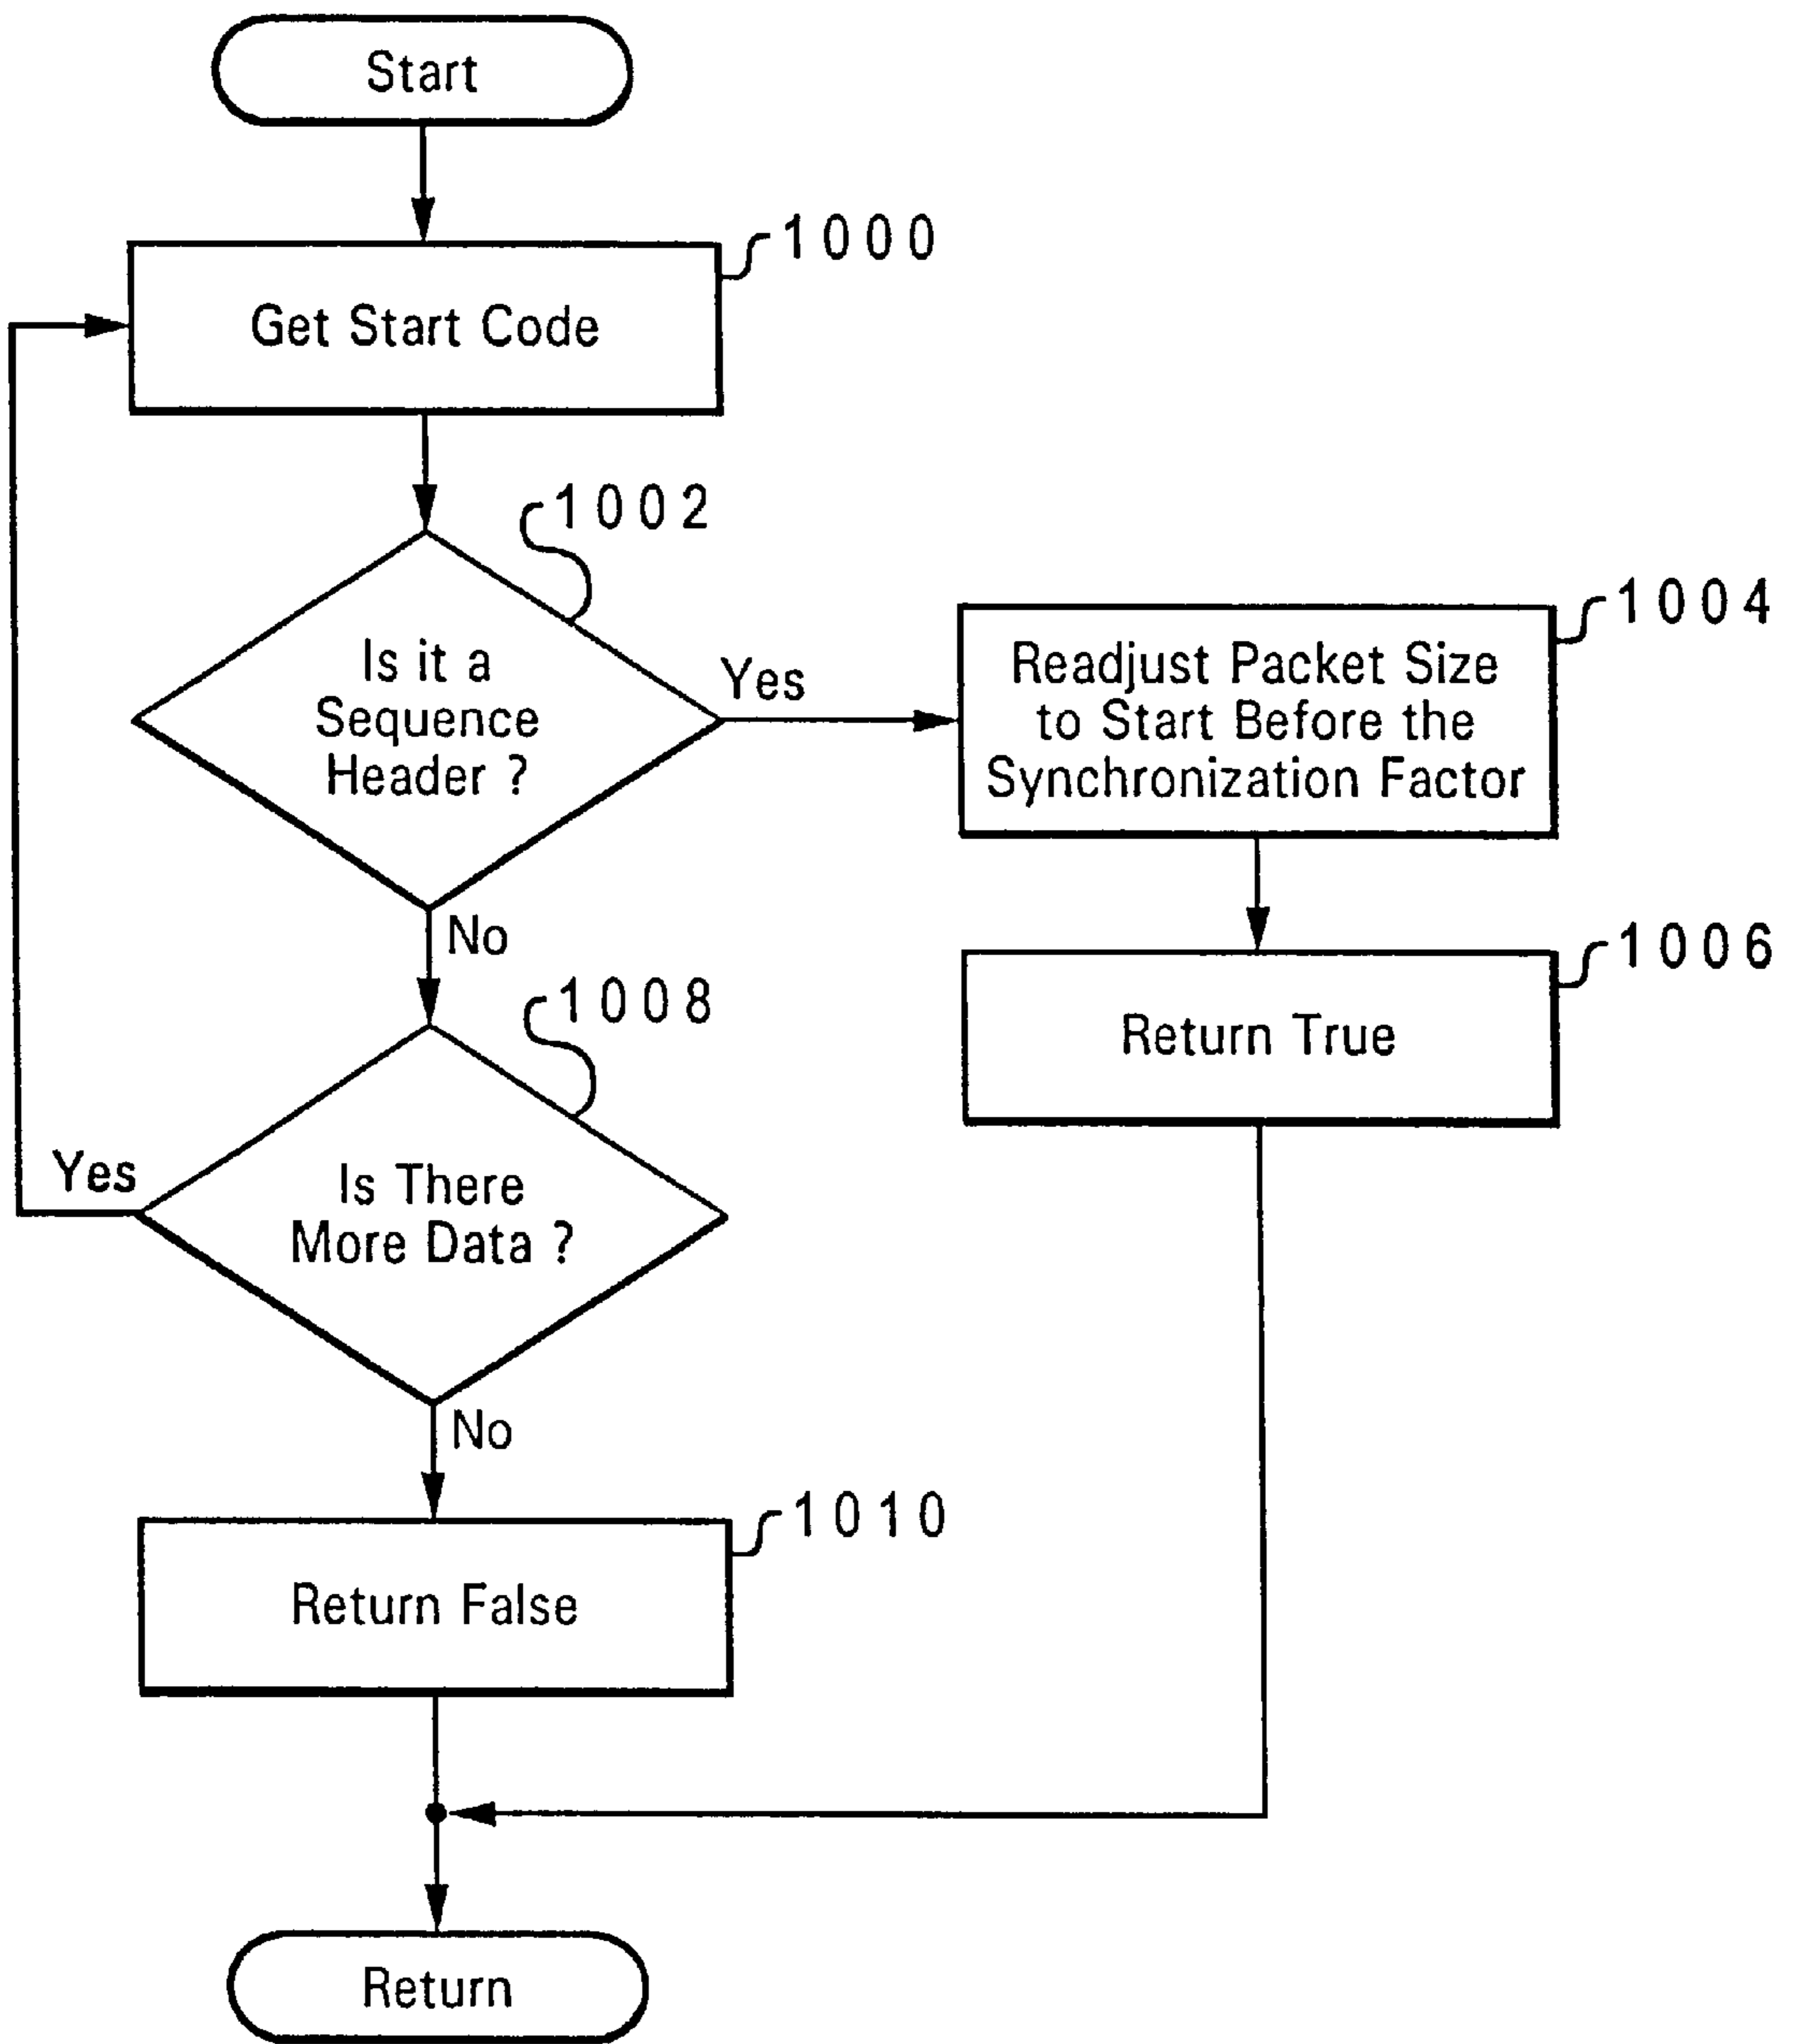 Start
1000
Get Start Code
1002
Is it a
Sequence
Header ?
Yes
1004
Readjust Packet Size
to Start Before the
Synchronization Factor
No
1006
Return True
1008
Yes
Is There
More Data ?
No
1010
Return False
Return